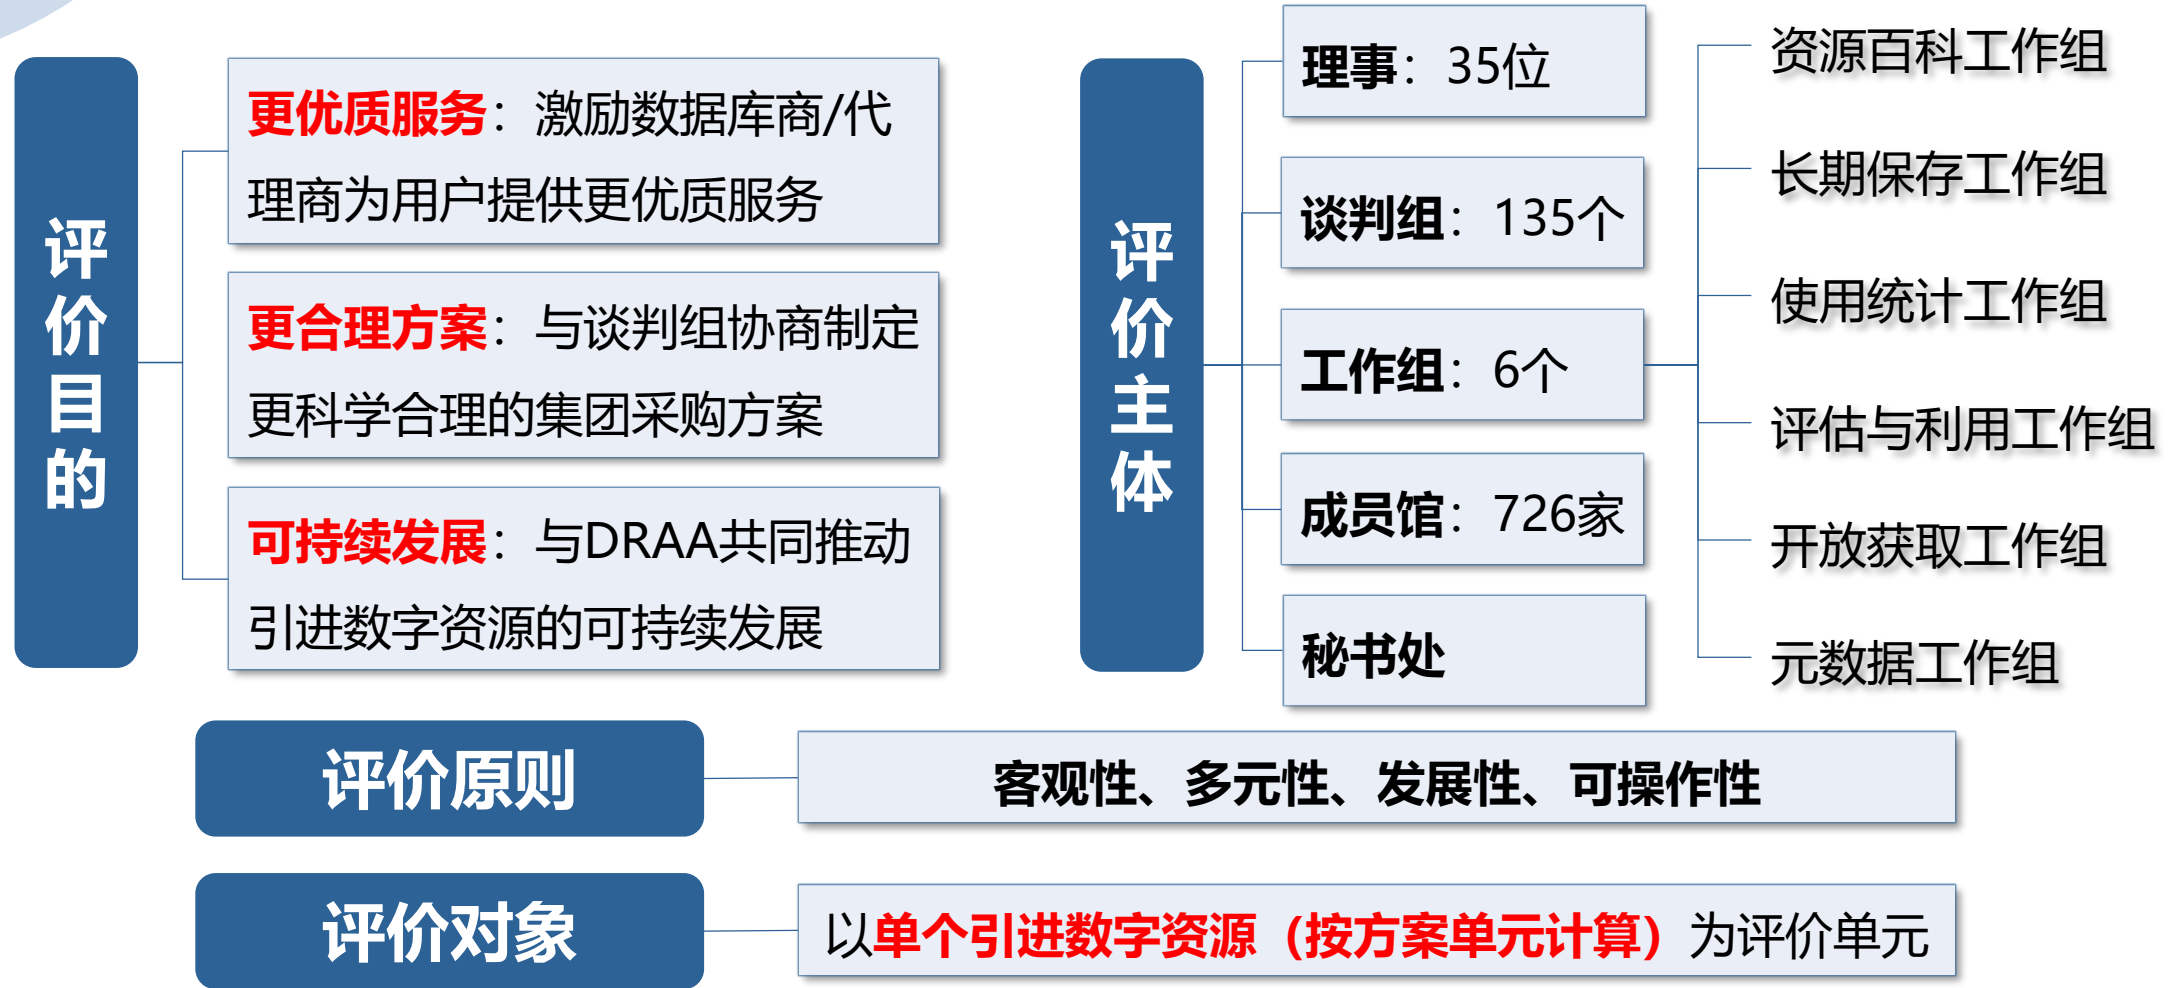 评价目的
更优质服务：激励数据库商/代
理商为用户提供更优质服务
更合理方案：与谈判组协商制定
更科学合理的集团采购方案
可持续发展：与DRAA共同推动
引进数字资源的可持续发展
评价主体
理事：35位
谈判组：135个
工作组：6个
成员馆：726家
秘书处
资源百科工作组
长期保存工作组
使用统计工作组
评估与利用工作组
开放获取工作组
元数据工作组
评价原则
客观性、多元性、发展性、可操作性
评价对象
以单个引进数字资源（按方案单元计算）为评价单元